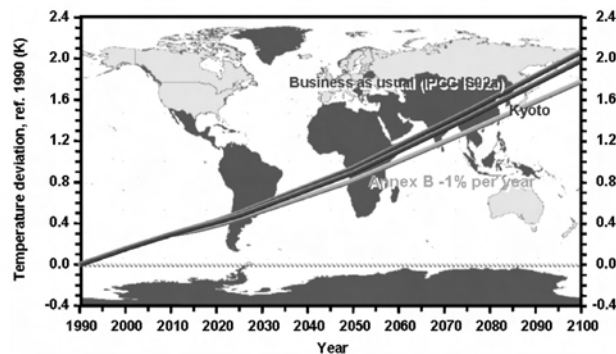 2.4
2.0
1.6
1.2
0.8
0.4
0.0
-0.4
Temperature deviation, ref. 1990 (K)
Business as usual (IPCC IS92a)
Kyoto
Annex B -1% per year
2.4
2.0
1.6
1.2
0.8
0.4
0.0
-0.4
1990 2000 2010 2020 2030 2040 2050 2060 2070 2080 2090 2100
Year